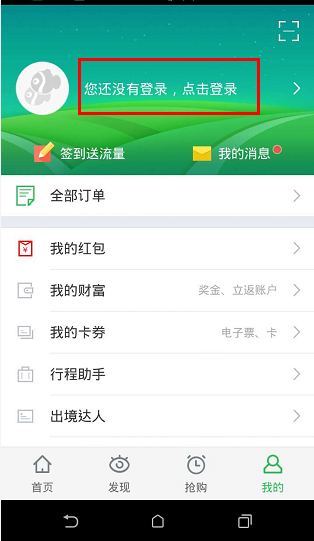 您还没有登录，点击登录
签到送流量 我的消息
全部订单
我的红包
我的财富 奖金、立返账户
我的卡券 电子票、卡
行程助手
出境达人
首页 发现 抢购 我的